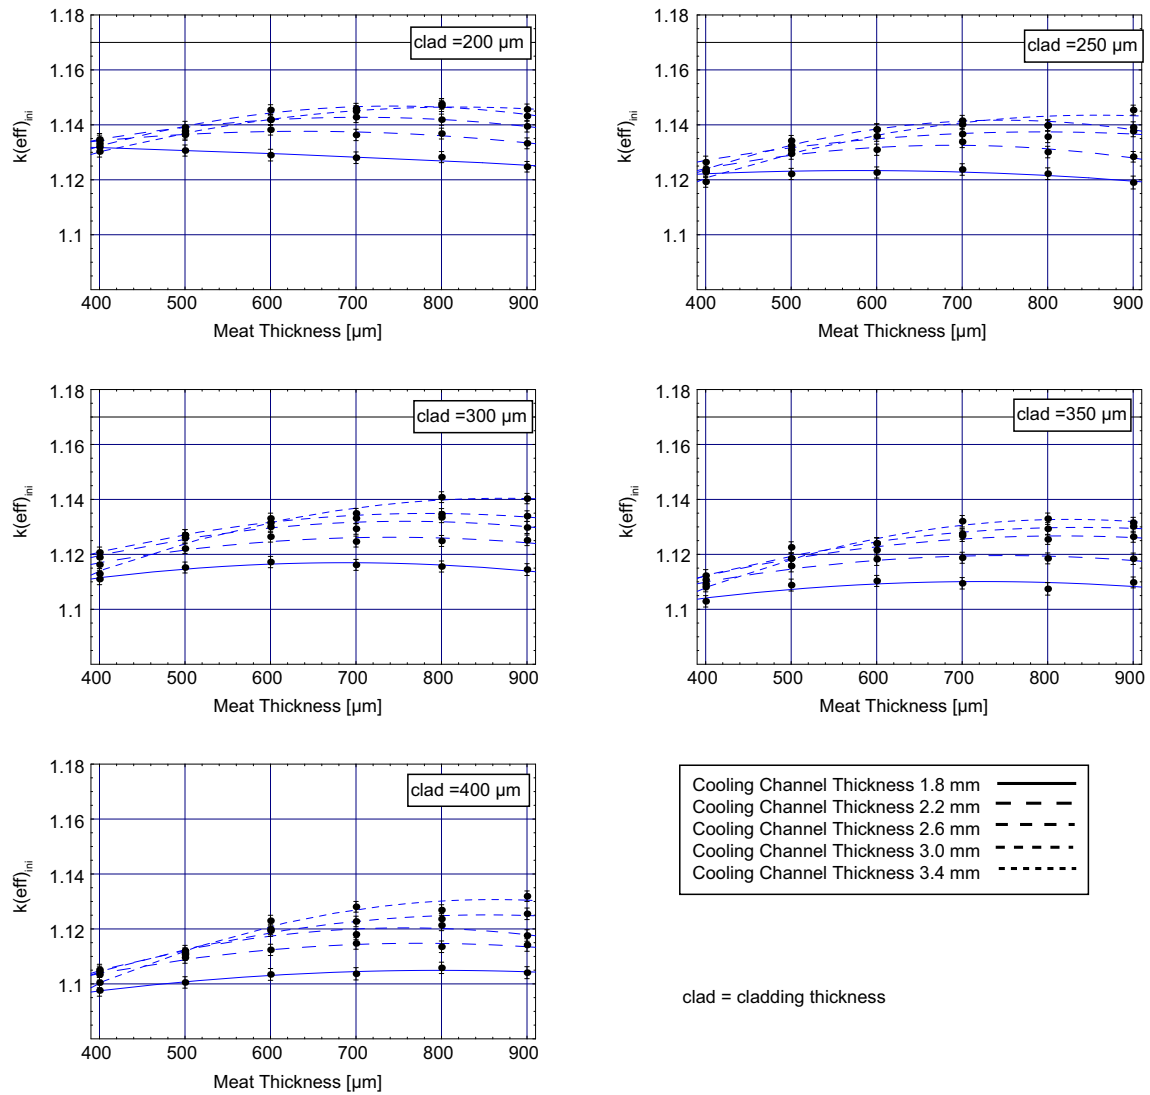 1.18
1.16
1.14
1.12
1.1
k(eff)ini
clad =200 µm
400 500 600 700 800 900
Meat Thickness [µm]
1.18
1.16
1.14
1.12
1.1
k(eff)ini
clad =250 µm
400 500 600 700 800 900
Meat Thickness [µm]
1.18
1.16
1.14
1.12
1.1
k(eff)ini
clad =300 µm
400 500 600 700 800 900
Meat Thickness [µm]
1.18
1.16
1.14
1.12
1.1
k(eff)ini
clad =350 µm
400 500 600 700 800 900
Meat Thickness [µm]
1.18
1.16
1.14
1.12
1.1
k(eff)ini
clad =400 µm
400 500 600 700 800 900
Meat Thickness [µm]
Cooling Channel Thickness 1.8 mm
Cooling Channel Thickness 2.2 mm
Cooling Channel Thickness 2.6 mm
Cooling Channel Thickness 3.0 mm
Cooling Channel Thickness 3.4 mm
clad = cladding thickness